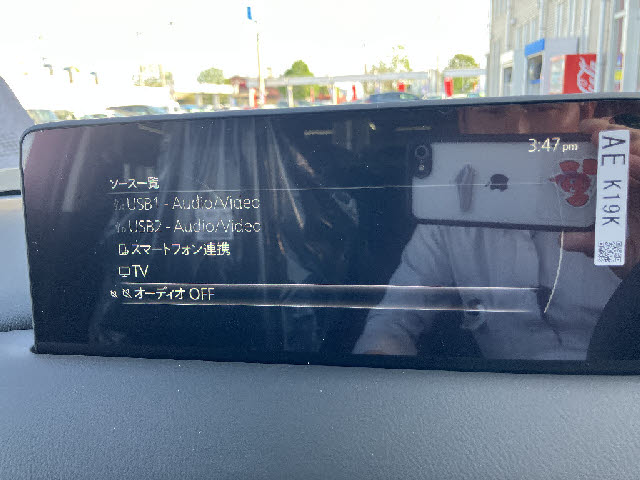 3:47 pm
ソース一覧
USB1 - Audio/Video
USB2 - Audio/Video
スマートフォン連携
TV
オーディオ OFF
AE K19K